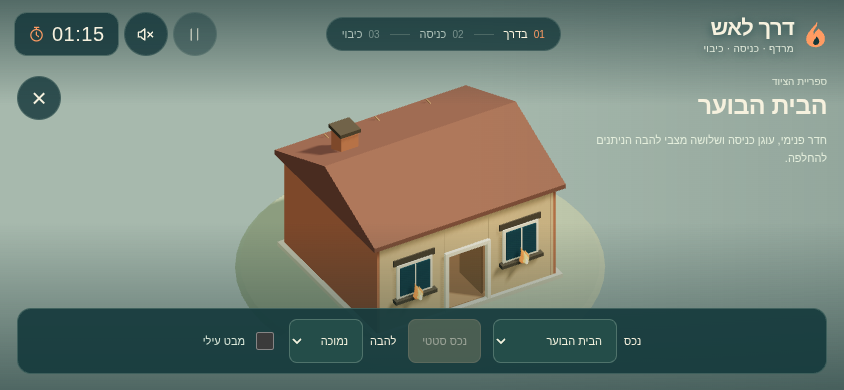 דרך לאש
מרדף · כניסה · כיבוי
01 בדרך
02 כניסה
03 כיבוי
01:15
ספריית הציוד
הבית הבוער
חדר פנימי, עוגן כניסה ושלושה מצבי להבה הניתנים
להחלפה.
נכס הבית הבוער נכס סטטי להבה נמוכה מבט עילי